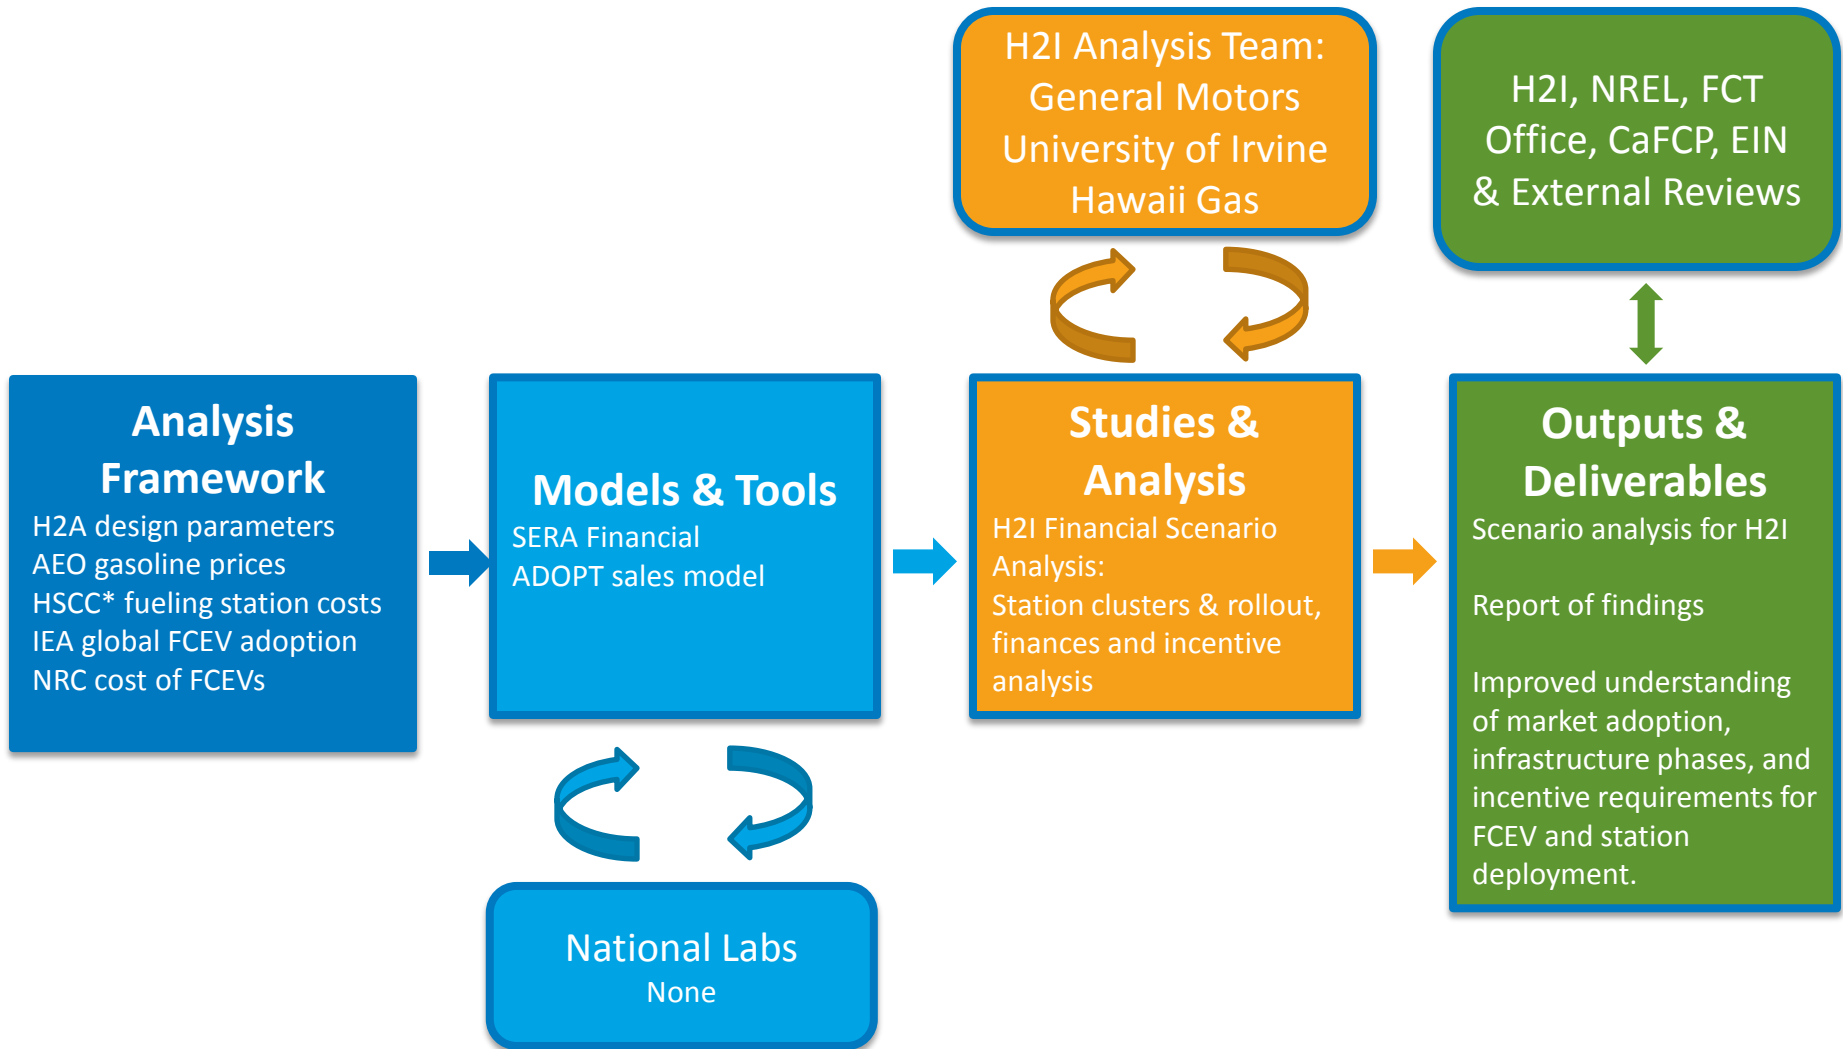 H2I Analysis Team:
General Motors
University of Irvine
Hawaii Gas
H2I, NREL, FCT
Office, CaFCP, EIN
& External Reviews
Analysis
Framework
H2A design parameters
AEO gasoline prices
HSCC* fueling station costs
IEA global FCEV adoption
NRC cost of FCEVs
Models & Tools
SERA Financial
ADOPT sales model
Studies &
Analysis
H2I Financial Scenario
Analysis:
Station clusters & rollout,
finances and incentive
analysis
Outputs &
Deliverables
Scenario analysis for H2I
Report of findings
Improved understanding
of market adoption,
infrastructure phases, and
incentive requirements for
FCEV and station
deployment.
National Labs
None